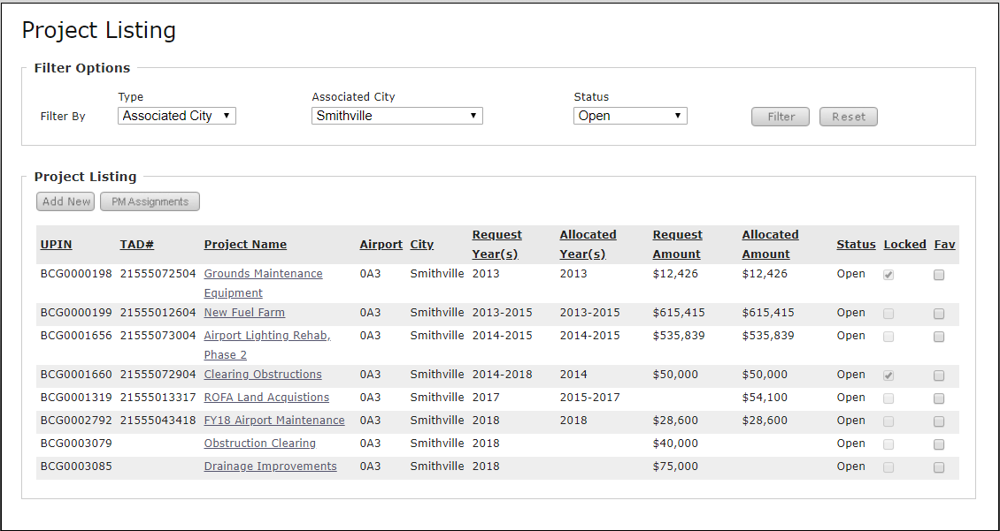 Project Listing
Filter Options
Type Associated City Status
Filter By Associated City Smithville Open Filter Reset
Project Listing
Add New PM Assignments
UPIN TAD# Project Name Airport City Request Year(s) Allocated Year(s) Request Amount Allocated Amount Status Locked Fav
BCG0000198 21555072504 Grounds Maintenance 0A3 Smithville 2013 2013 $12,426 $12,426 Open
Equipment
BCG0000199 21555012604 New Fuel Farm 0A3 Smithville 2013-2015 2013-2015 $615,415 $615,415 Open
BCG0001656 21555073004 Airport Lighting Rehab, 0A3 Smithville 2014-2015 2014-2015 $535,839 $535,839 Open
Phase 2
BCG0001660 21555072904 Clearing Obstructions 0A3 Smithville 2014-2018 2014 $50,000 $50,000 Open
BCG0001319 21555013317 ROFA Land Acquistions 0A3 Smithville 2017 2015-2017 $54,100 Open
BCG0002792 21555043418 FY18 Airport Maintenance 0A3 Smithville 2018 2018 $28,600 $28,600 Open
BCG0003079 Obstruction Clearing 0A3 Smithville 2018 $40,000 Open
BCG0003085 Drainage Improvements 0A3 Smithville 2018 $75,000 Open